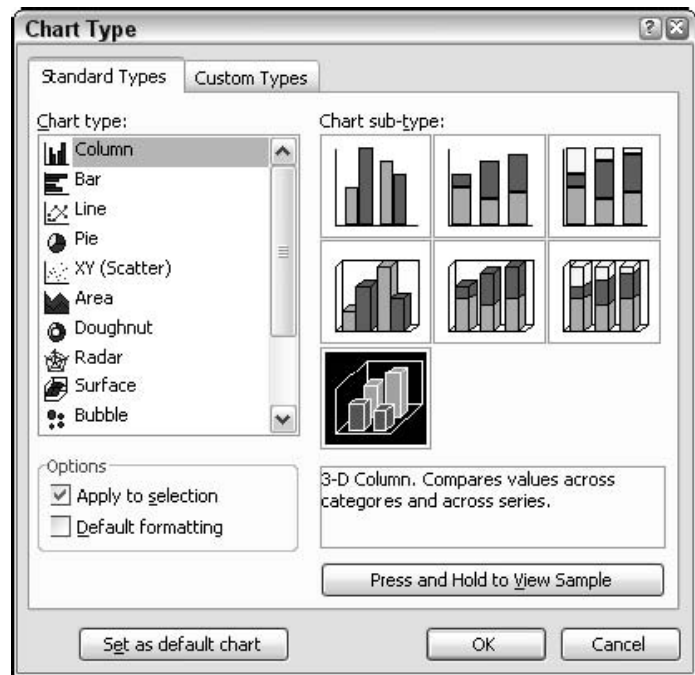 Chart Type
Standard Types
Custom Types
Chart type:
Column
Bar
Line
Pie
XY (Scatter)
Area
Doughnut
Radar
Surface
Bubble
Chart sub-type:
Options
Apply to selection
Default formatting
3-D Column. Compares values across
categores and across series.
Press and Hold to View Sample
Set as default chart
OK
Cancel